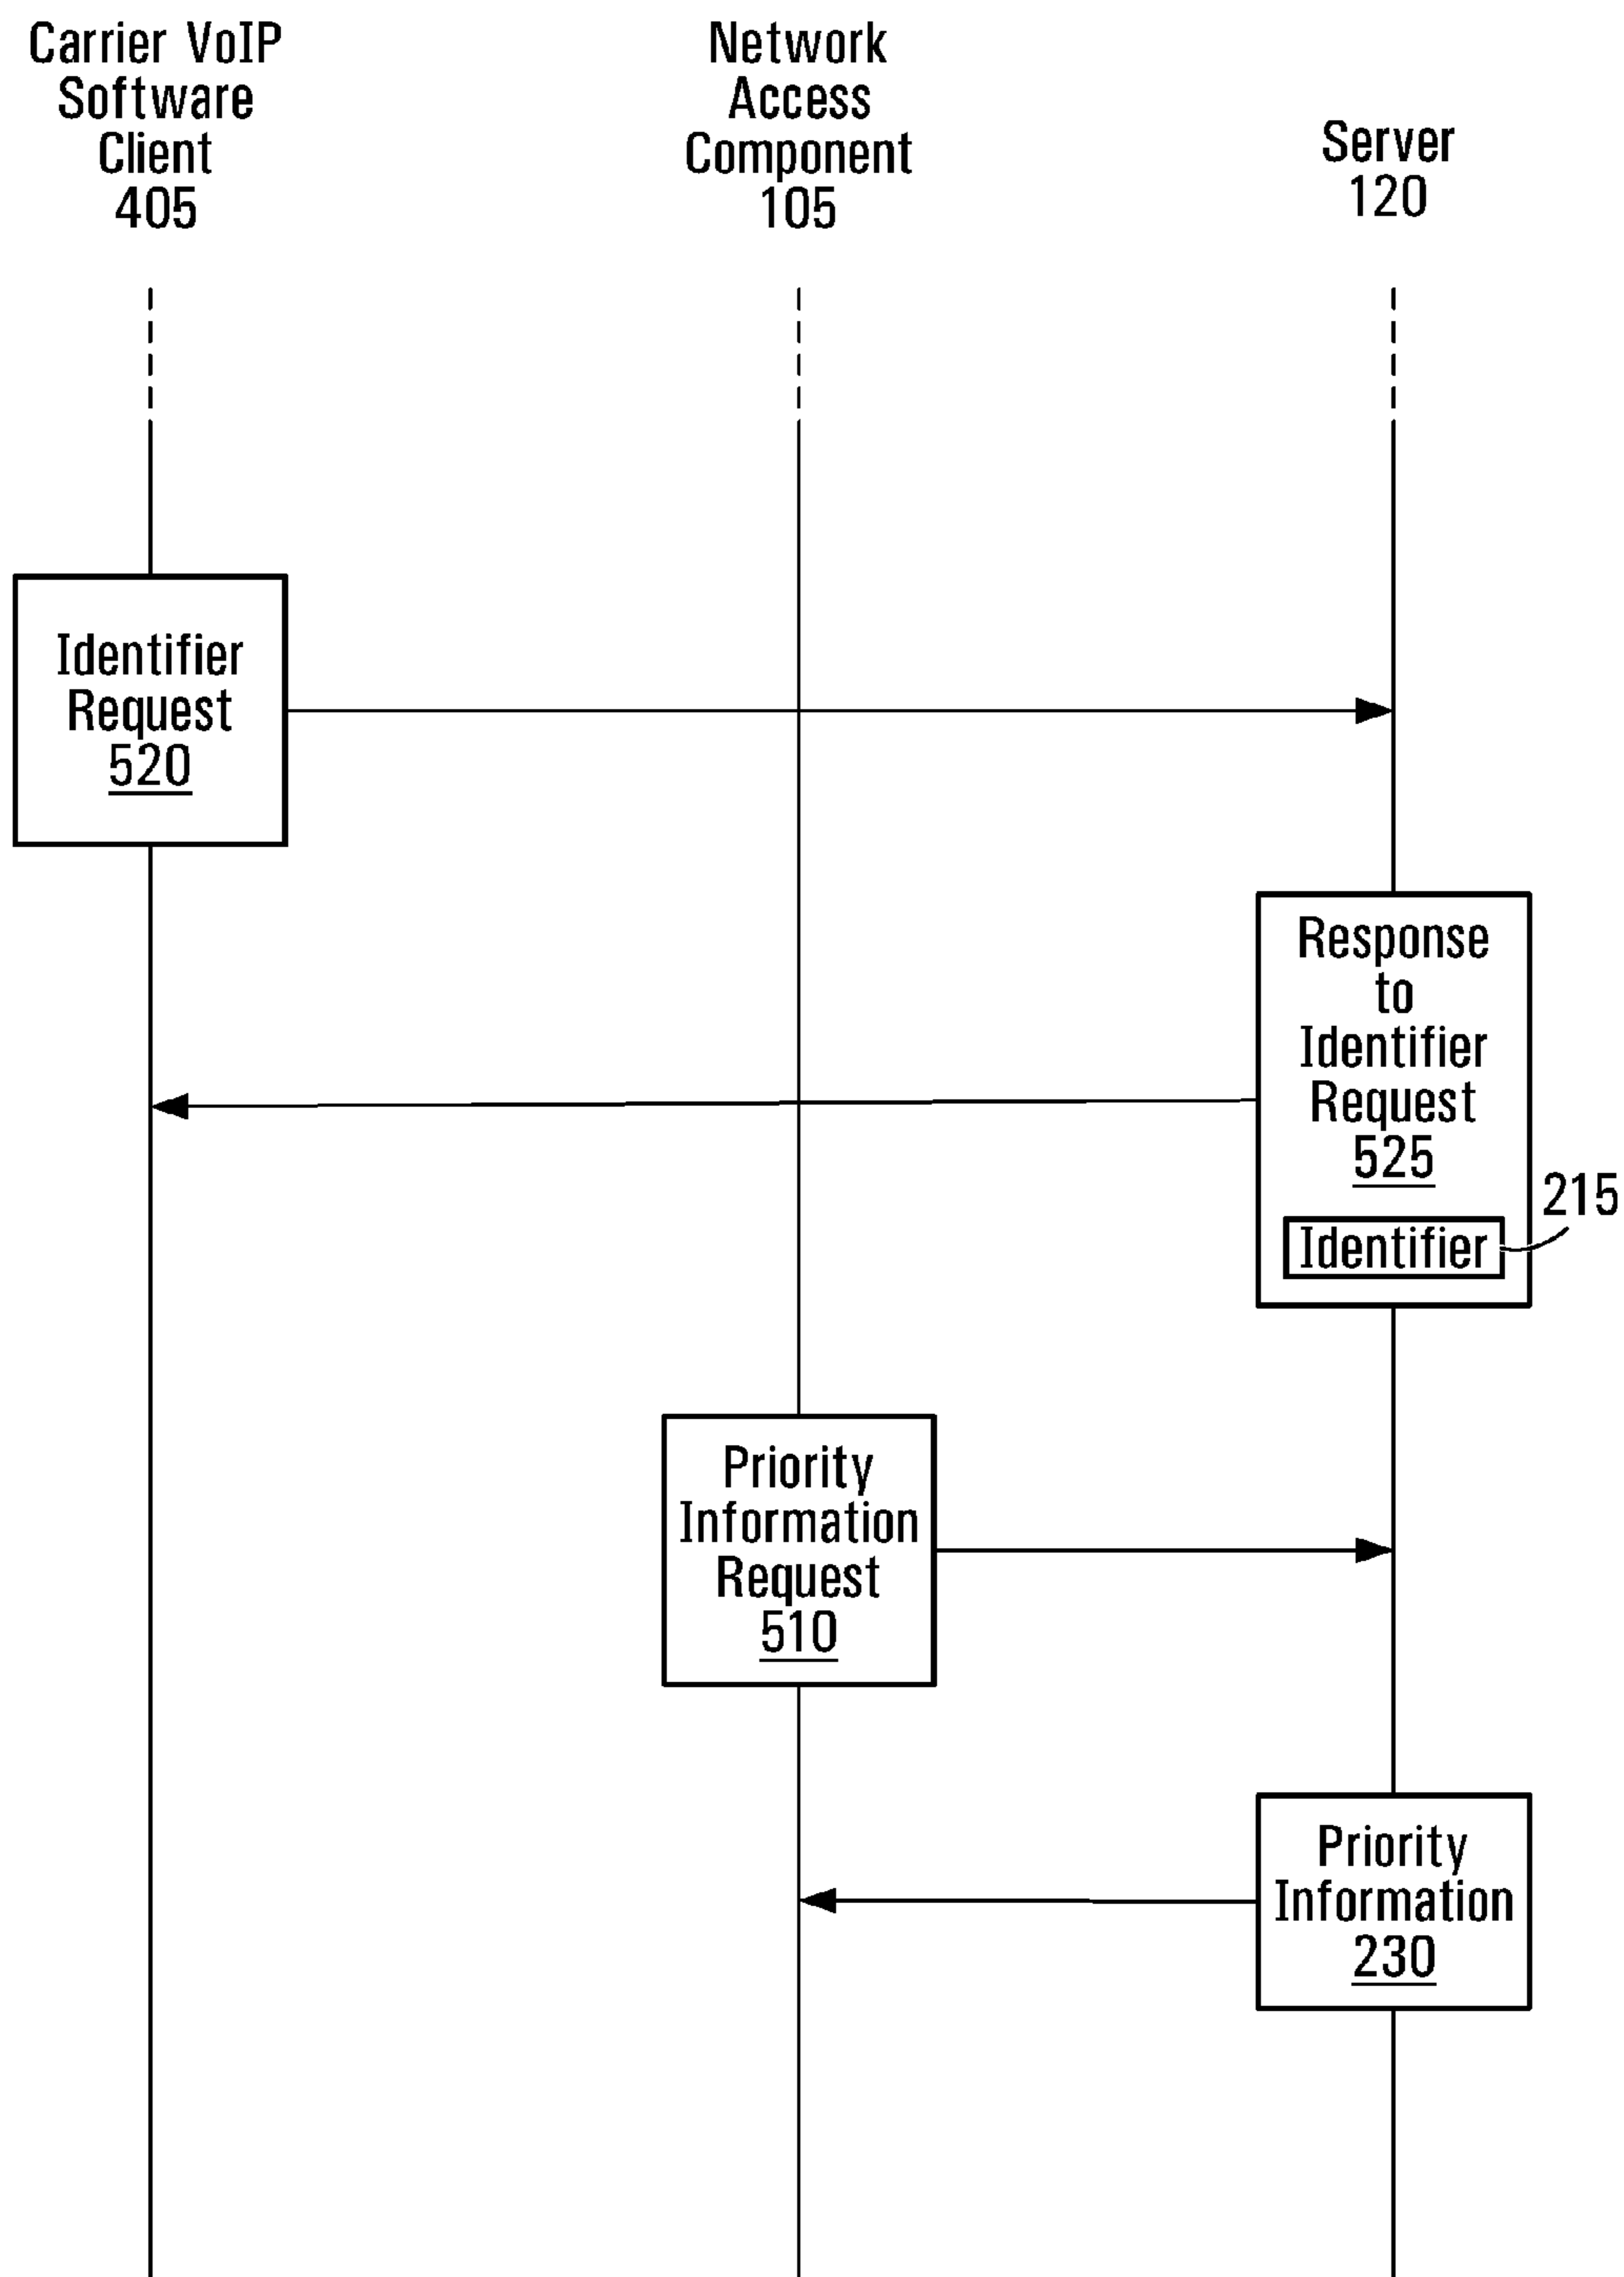 Carrier VoIP
Software
Client
405
Network
Access
Component
105
Server
120
Identifier
Request
520
Response
to
Identifier
Request
525
215
Identifier
Priority
Information
Request
510
Priority
Information
230